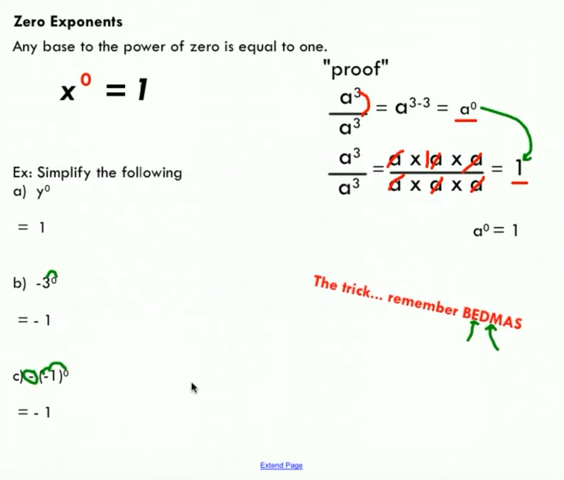 Zero Exponents
Any base to the power of zero is equal to one.
x⁰ = 1
"proof"
a³/a³ = a³⁻³ = a⁰
a³/a³ = a x a x a / a x a x a = 1
a⁰ = 1
Ex: Simplify the following
a) y⁰
= 1
b) -3⁰
= - 1
The trick... remember BEDMAS
c) -(-1)⁰
= - 1
Extend Page